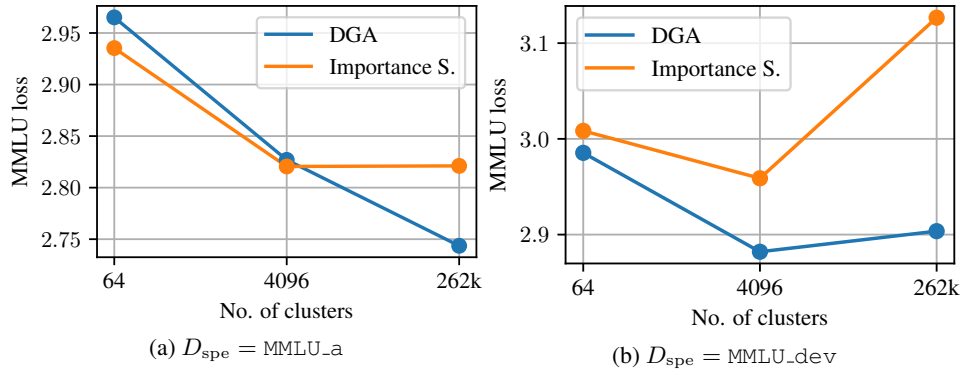 2.95
2.90
2.85
2.80
2.75
MMLU loss
DGA
Importance S.
64
4096
262k
No. of clusters
(a) D_spe = MMLU_a
3.1
3.0
2.9
MMLU loss
DGA
Importance S.
64
4096
262k
No. of clusters
(b) D_spe = MMLU_dev